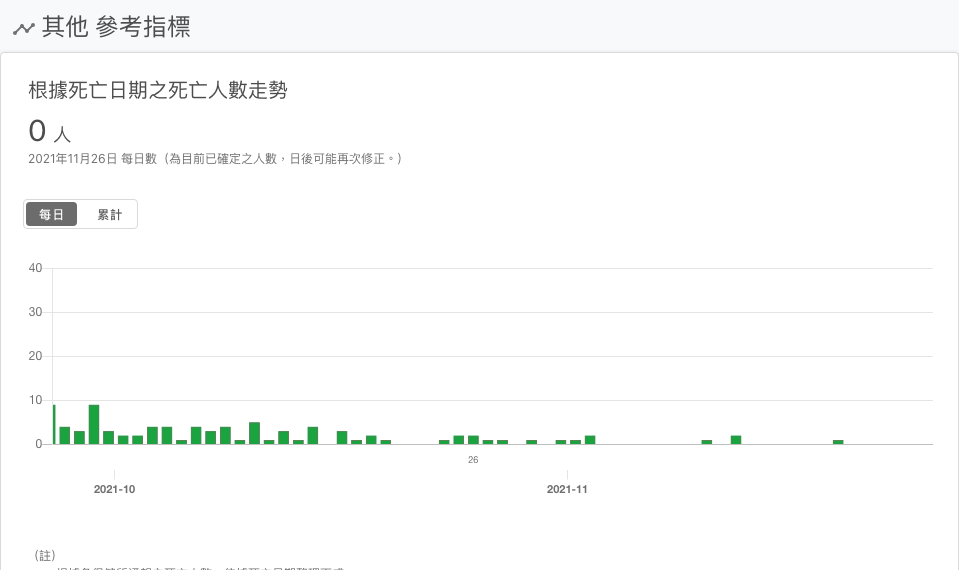 其他 參考指標
根據死亡日期之死亡人數走勢
0 人
2021年11月26日 每日數（為目前已確定之人數，日後可能再次修正。）
每日 累計
40
30
20
10
0
26
2021-10 2021-11
（註）